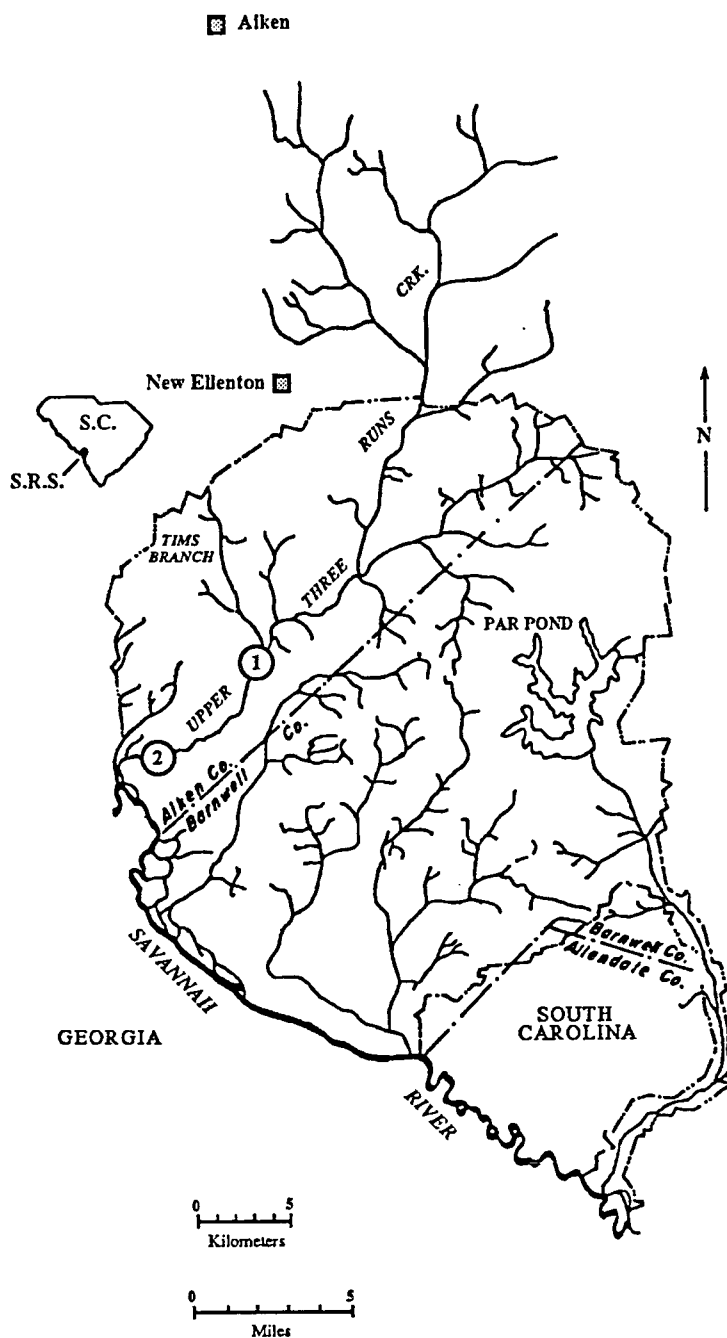 Aiken
CRK.
New Ellenton
S.C.
S.R.S.
N
RUNS
TIMS
BRANCH
THREE
PAR POND
1
UPPER
2
Aiken Co.
Barnwell Co.
SAVANNAH
Barnwell Co.
Allendale Co.
SOUTH
CAROLINA
GEORGIA
RIVER
0 5
Kilometers
0 5
Miles